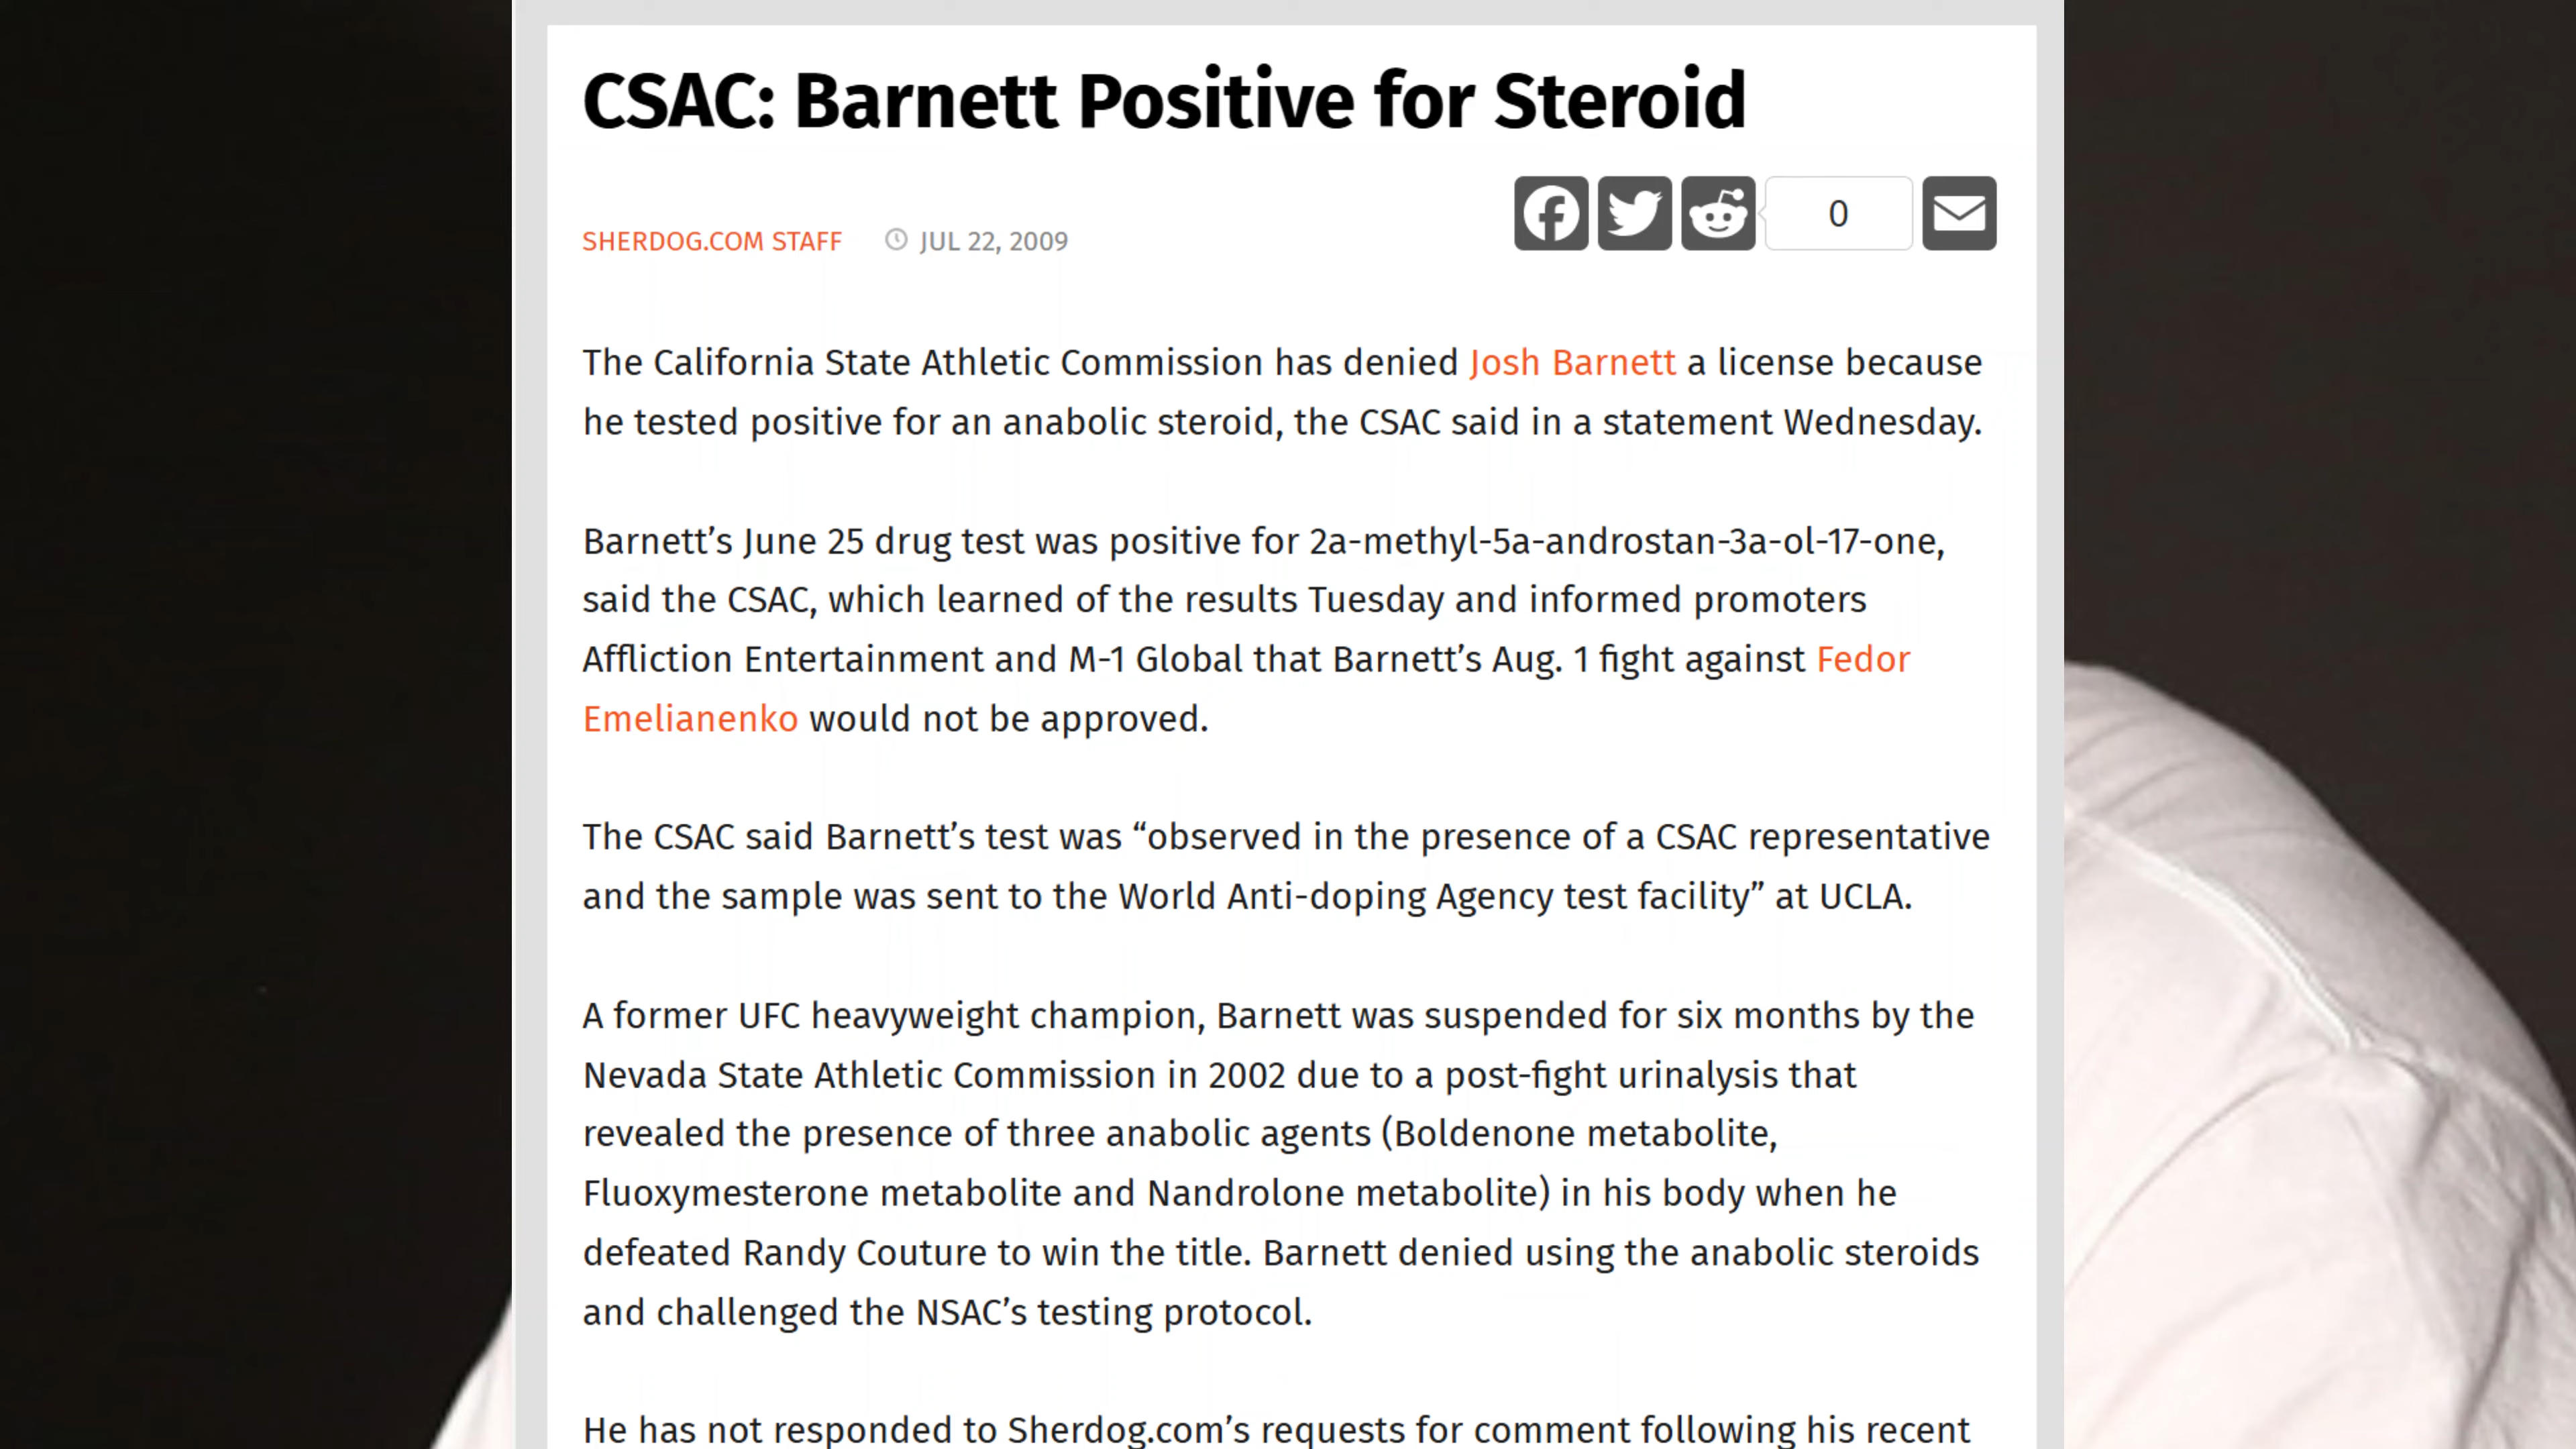 CSAC: Barnett Positive for Steroid
SHERDOG.COM STAFF JUL 22, 2009
0
The California State Athletic Commission has denied Josh Barnett a license because
he tested positive for an anabolic steroid, the CSAC said in a statement Wednesday.
Barnett’s June 25 drug test was positive for 2a-methyl-5a-androstan-3a-ol-17-one,
said the CSAC, which learned of the results Tuesday and informed promoters
Affliction Entertainment and M-1 Global that Barnett’s Aug. 1 fight against Fedor
Emelianenko would not be approved.
The CSAC said Barnett’s test was “observed in the presence of a CSAC representative
and the sample was sent to the World Anti-doping Agency test facility” at UCLA.
A former UFC heavyweight champion, Barnett was suspended for six months by the
Nevada State Athletic Commission in 2002 due to a post-fight urinalysis that
revealed the presence of three anabolic agents (Boldenone metabolite,
Fluoxymesterone metabolite and Nandrolone metabolite) in his body when he
defeated Randy Couture to win the title. Barnett denied using the anabolic steroids
and challenged the NSAC’s testing protocol.
He has not responded to Sherdog.com’s requests for comment following his recent